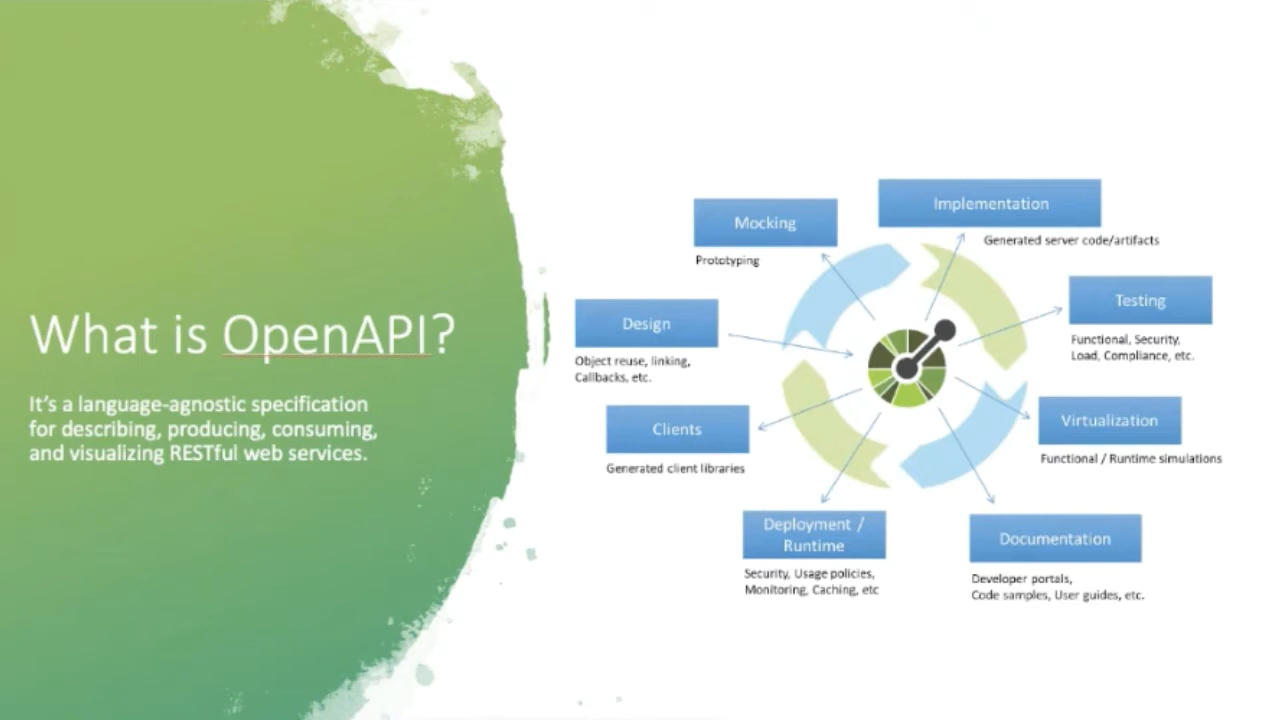 What is OpenAPI?
It's a language-agnostic specification
for describing, producing, consuming,
and visualizing RESTful web services.
Implementation
Generated server code/artifacts
Mocking
Prototyping
Testing
Functional, Security,
Load, Compliance, etc.
Design
Object reuse, linking,
Callbacks, etc.
Virtualization
Functional / Runtime simulations
Clients
Generated client libraries
Deployment /
Runtime
Security, Usage policies,
Monitoring, Caching, etc
Documentation
Developer portals,
Code samples, User guides, etc.